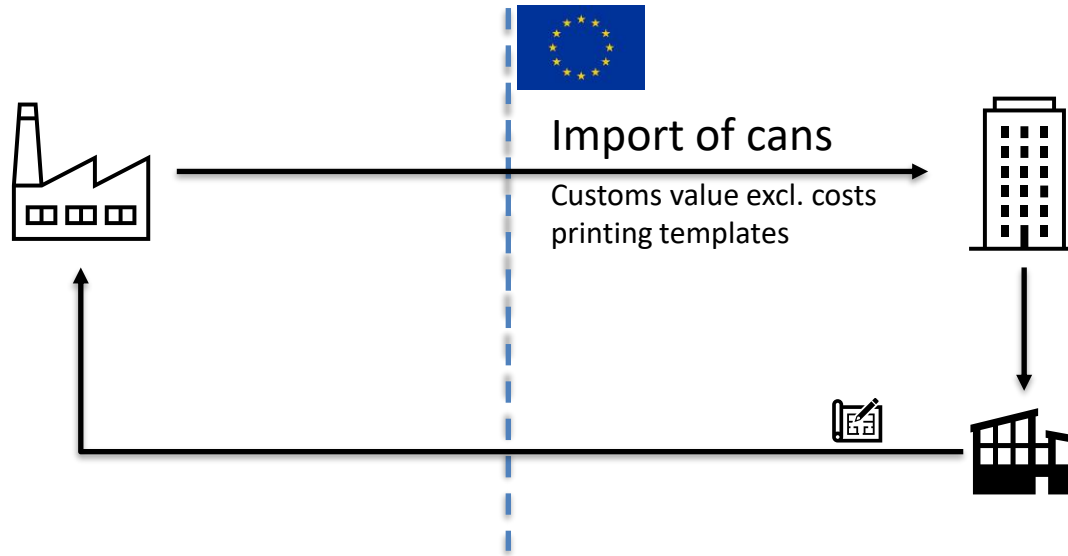 Import of cans
Customs value excl. costs
printing templates